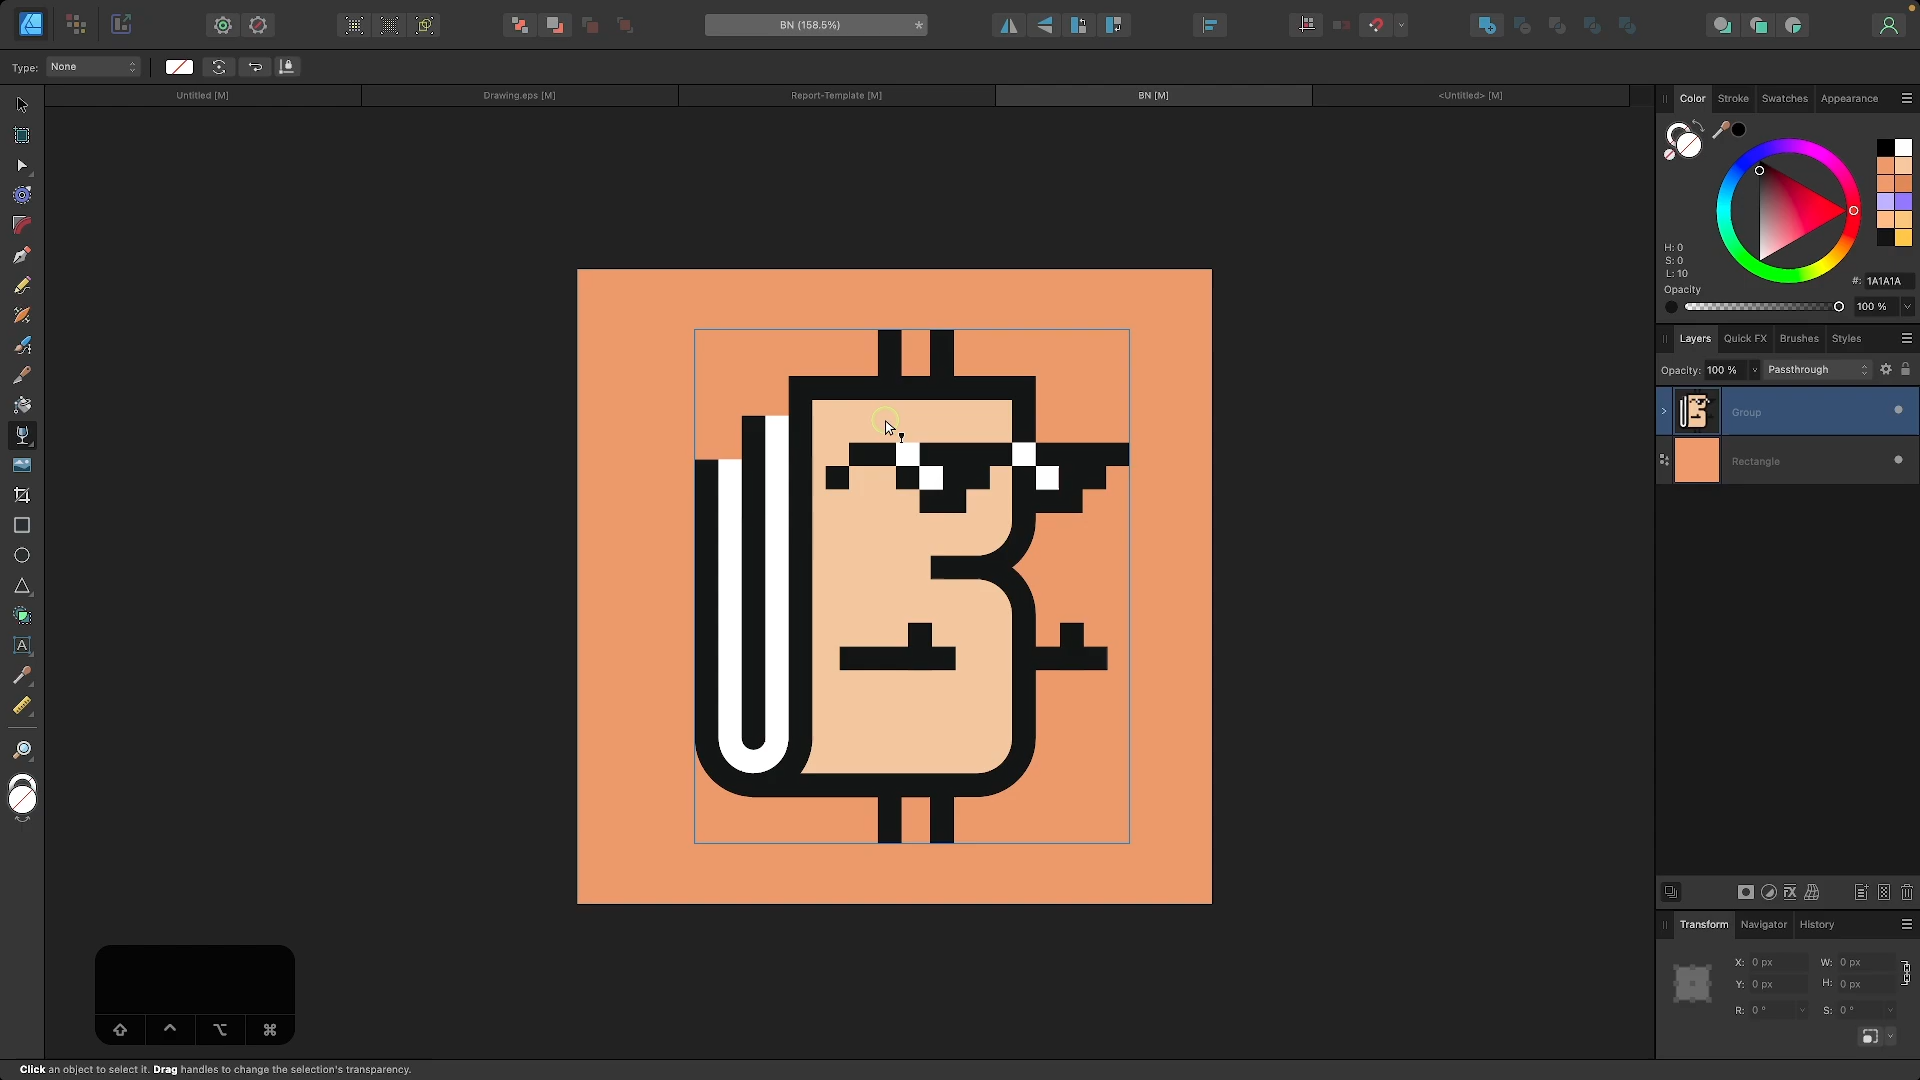 BN (158.5%)
*
Type: None
Untitled [M]
Drawing.eps [M]
Report-Template [M]
BN [M]
<Untitled> [M]
Color
Stroke
Swatches
Appearance
H: 0
S: 0
L: 10
#: 1A1A1A
Opacity
100 %
Layers
Quick FX
Brushes
Styles
Opacity: 100 %
Passthrough
Group
Rectangle
Transform
Navigator
History
X: 0 px
W: 0 px
Y: 0 px
H: 0 px
R: 0 °
S: 0 °
Click an object to select it. Drag handles to change the selection's transparency.